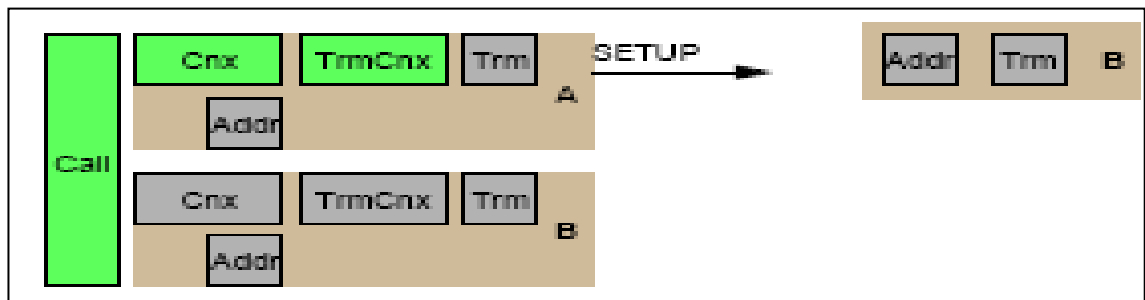 Cnx TrmCnx Trm SETUP Addr Trm B
A
Addr
Call
Cnx TrmCnx Trm
B
Addr